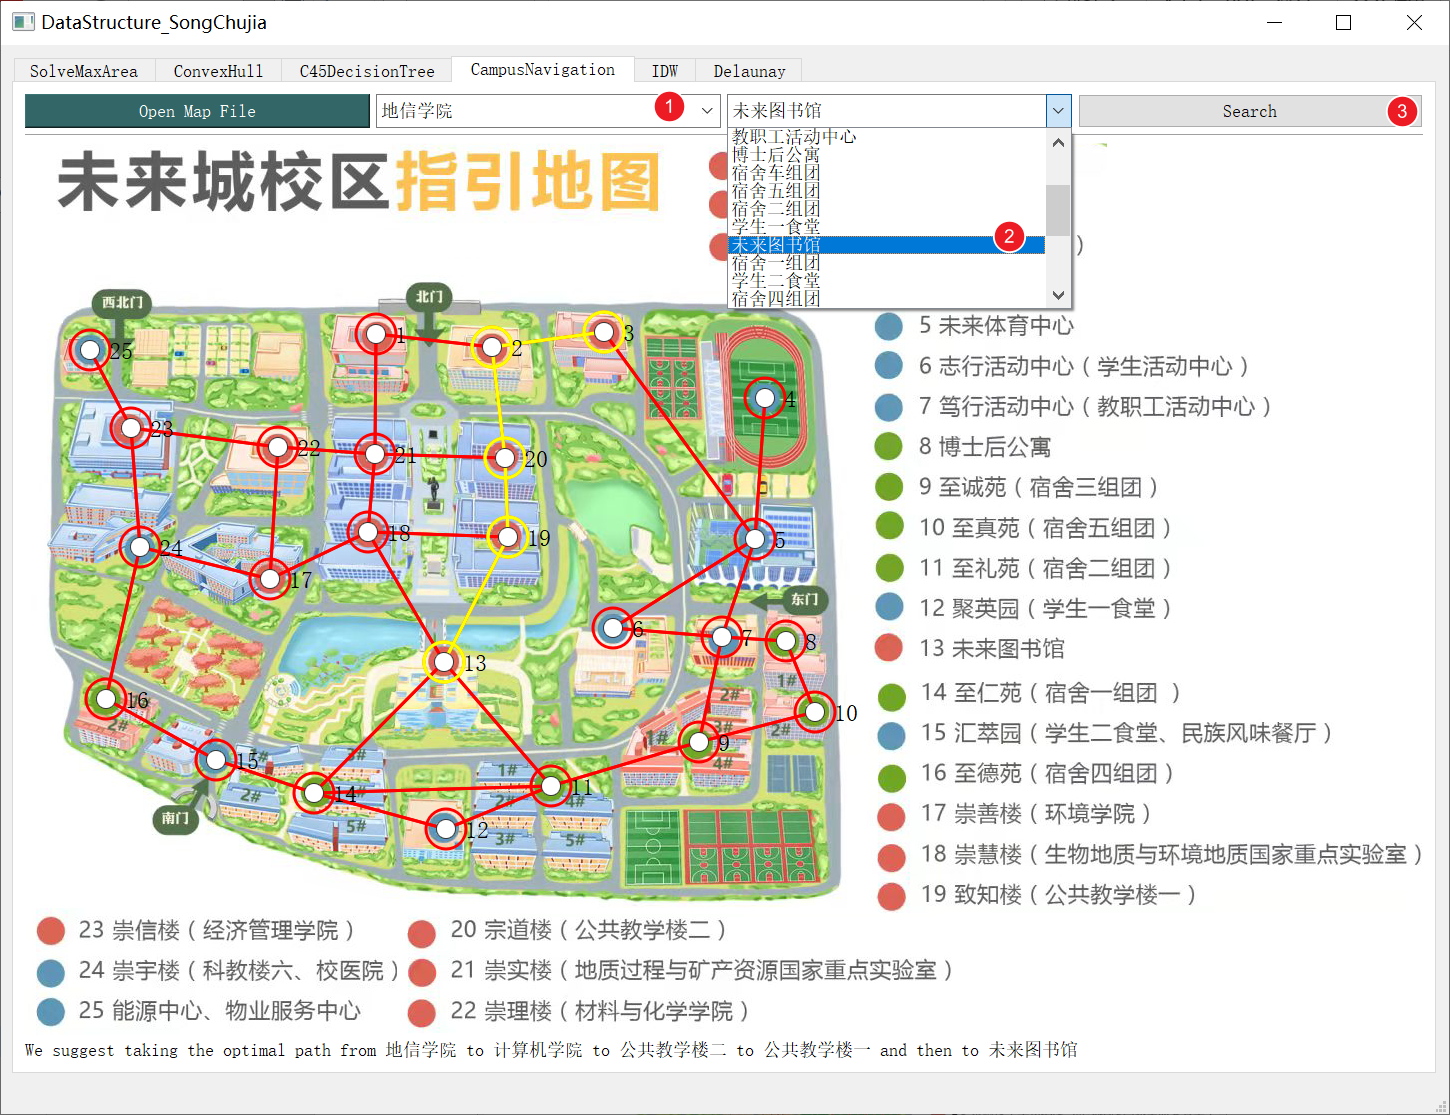 DataStructure_SongChujia
SolveMaxArea ConvexHull C45DecisionTree CampusNavigation IDW Delaunay
Open Map File 地信学院 1 未来图书馆 Search 3
教职工活动中心
博士后公寓
宿舍车组团
宿舍五组团
宿舍二组团
学生一食堂
未来图书馆 2
宿舍一组团
学生二食堂
宿舍四组团
未来城校区指引地图
)
西北门
北门
东门
南门
1
2
3
4
5
6
7
8
9
10
11
12
13
14
15
16
17
18
19
20
21
22
23
24
25
2#
1#
2#
3#
5#
1#
2#
3#
4#
5#
1#
2#
3#
4#
1#
2#
5 未来体育中心
6 志行活动中心（学生活动中心）
7 笃行活动中心（教职工活动中心）
8 博士后公寓
9 至诚苑（宿舍三组团）
10 至真苑（宿舍五组团）
11 至礼苑（宿舍二组团）
12 聚英园（学生一食堂）
13 未来图书馆
14 至仁苑（宿舍一组团 ）
15 汇萃园（学生二食堂、民族风味餐厅）
16 至德苑（宿舍四组团）
17 崇善楼（环境学院）
18 崇慧楼（生物地质与环境地质国家重点实验室）
19 致知楼（公共教学楼一）
23 崇信楼（经济管理学院）
24 崇宇楼（科教楼六、校医院）
25 能源中心、物业服务中心
20 宗道楼（公共教学楼二）
21 崇实楼（地质过程与矿产资源国家重点实验室）
22 崇理楼（材料与化学学院）
We suggest taking the optimal path from 地信学院 to 计算机学院 to 公共教学楼二 to 公共教学楼一 and then to 未来图书馆